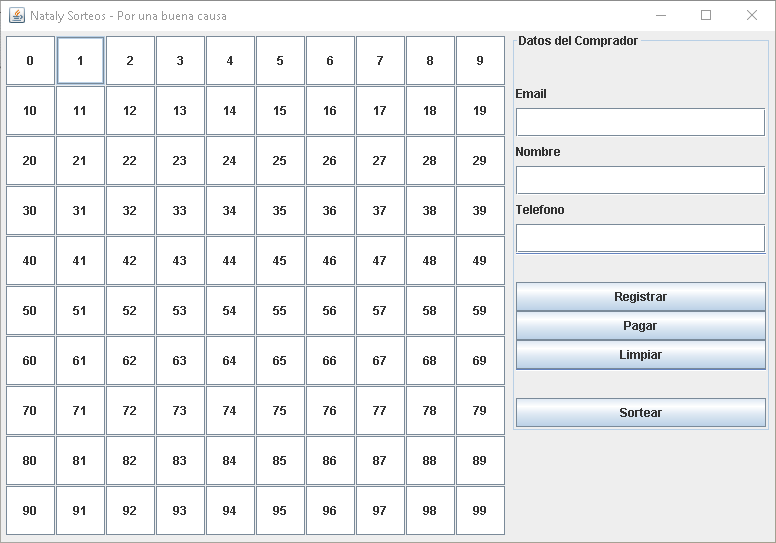 Nataly Sorteos - Por una buena causa
0 1 2 3 4 5 6 7 8 9
10 11 12 13 14 15 16 17 18 19
20 21 22 23 24 25 26 27 28 29
30 31 32 33 34 35 36 37 38 39
40 41 42 43 44 45 46 47 48 49
50 51 52 53 54 55 56 57 58 59
60 61 62 63 64 65 66 67 68 69
70 71 72 73 74 75 76 77 78 79
80 81 82 83 84 85 86 87 88 89
90 91 92 93 94 95 96 97 98 99
Datos del Comprador
Email
Nombre
Telefono
Registrar
Pagar
Limpiar
Sortear